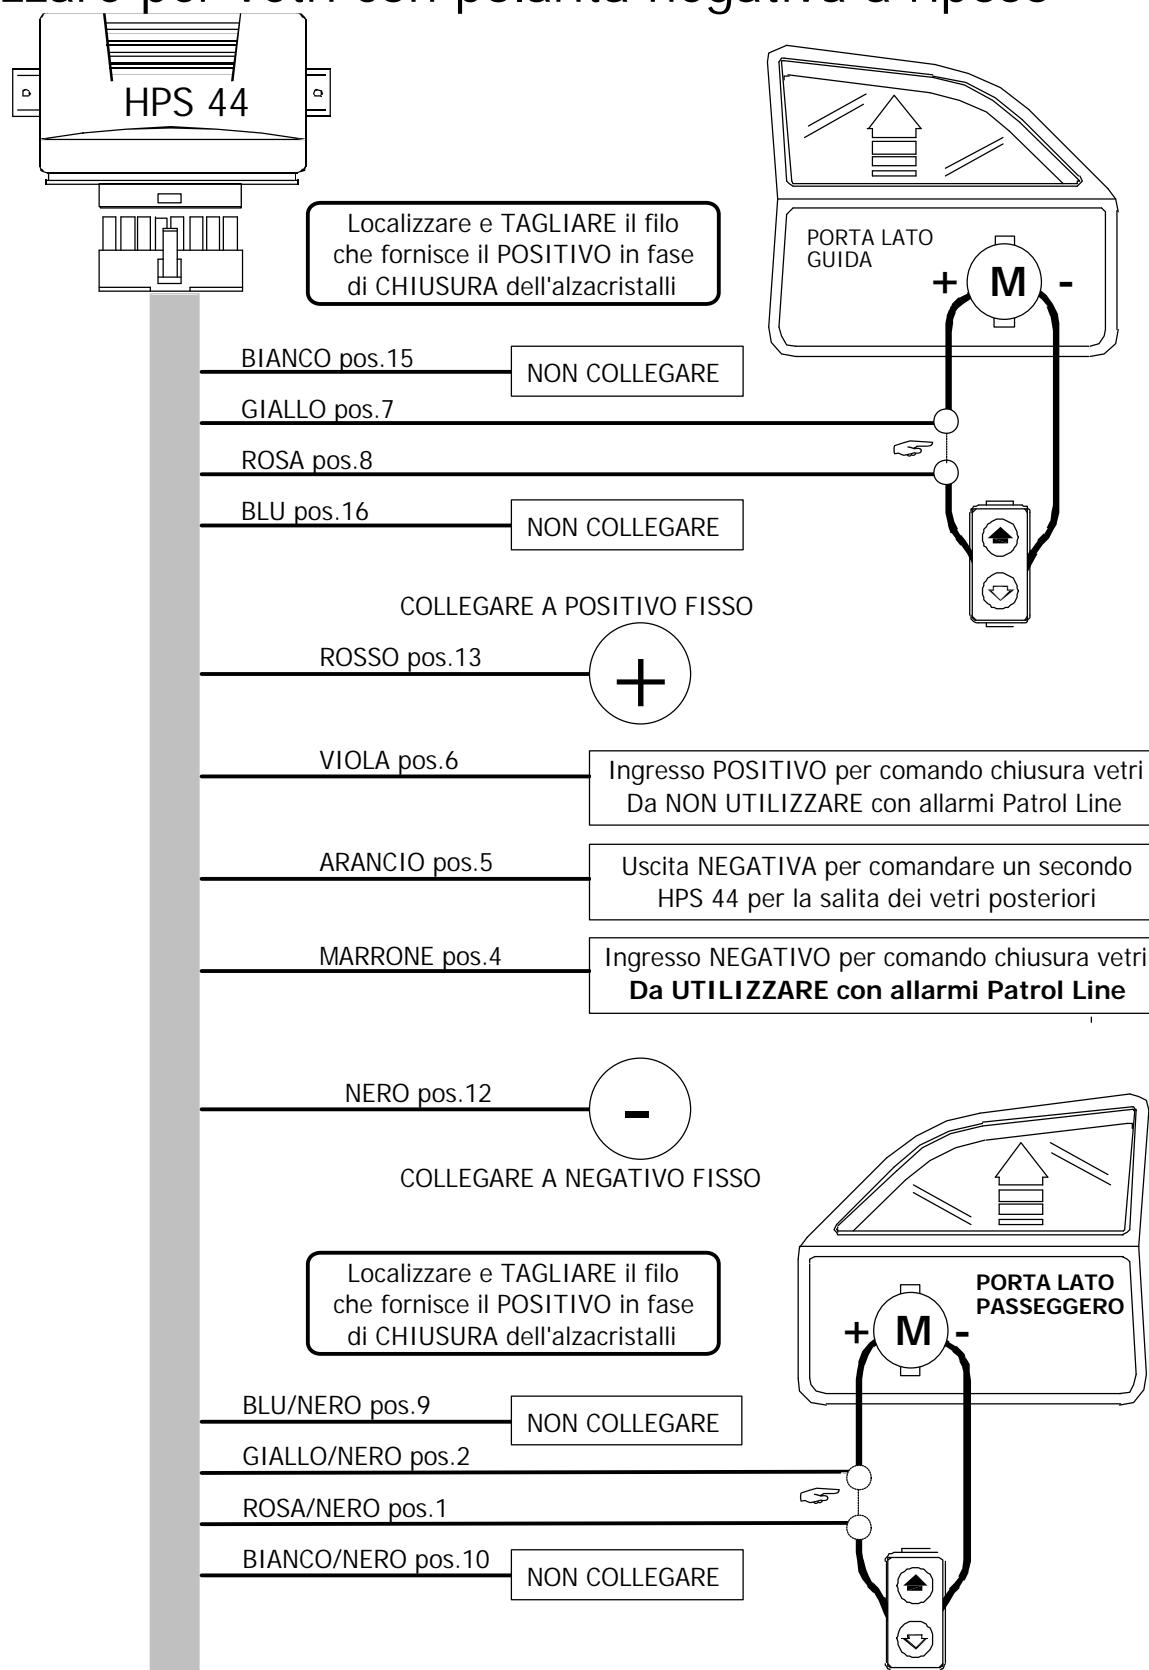 per vetri con polarità negativa a riposo
HPS 44
Localizzare e TAGLIARE il filo
che fornisce il POSITIVO in fase
di CHIUSURA dell'alzacristalli
PORTA LATO
GUIDA
+ M -
BIANCO pos.15
NON COLLEGARE
GIALLO pos.7
ROSA pos.8
BLU pos.16
NON COLLEGARE
COLLEGARE A POSITIVO FISSO
ROSSO pos.13
+
VIOLA pos.6
Ingresso POSITIVO per comando chiusura vetri
Da NON UTILIZZARE con allarmi Patrol Line
ARANCIO pos.5
Uscita NEGATIVA per comandare un secondo
HPS 44 per la salita dei vetri posteriori
MARRONE pos.4
Ingresso NEGATIVO per comando chiusura vetri
Da UTILIZZARE con allarmi Patrol Line
NERO pos.12
-
COLLEGARE A NEGATIVO FISSO
Localizzare e TAGLIARE il filo
che fornisce il POSITIVO in fase
di CHIUSURA dell'alzacristalli
PORTA LATO
PASSEGGERO
+ M -
BLU/NERO pos.9
NON COLLEGARE
GIALLO/NERO pos.2
ROSA/NERO pos.1
BIANCO/NERO pos.10
NON COLLEGARE